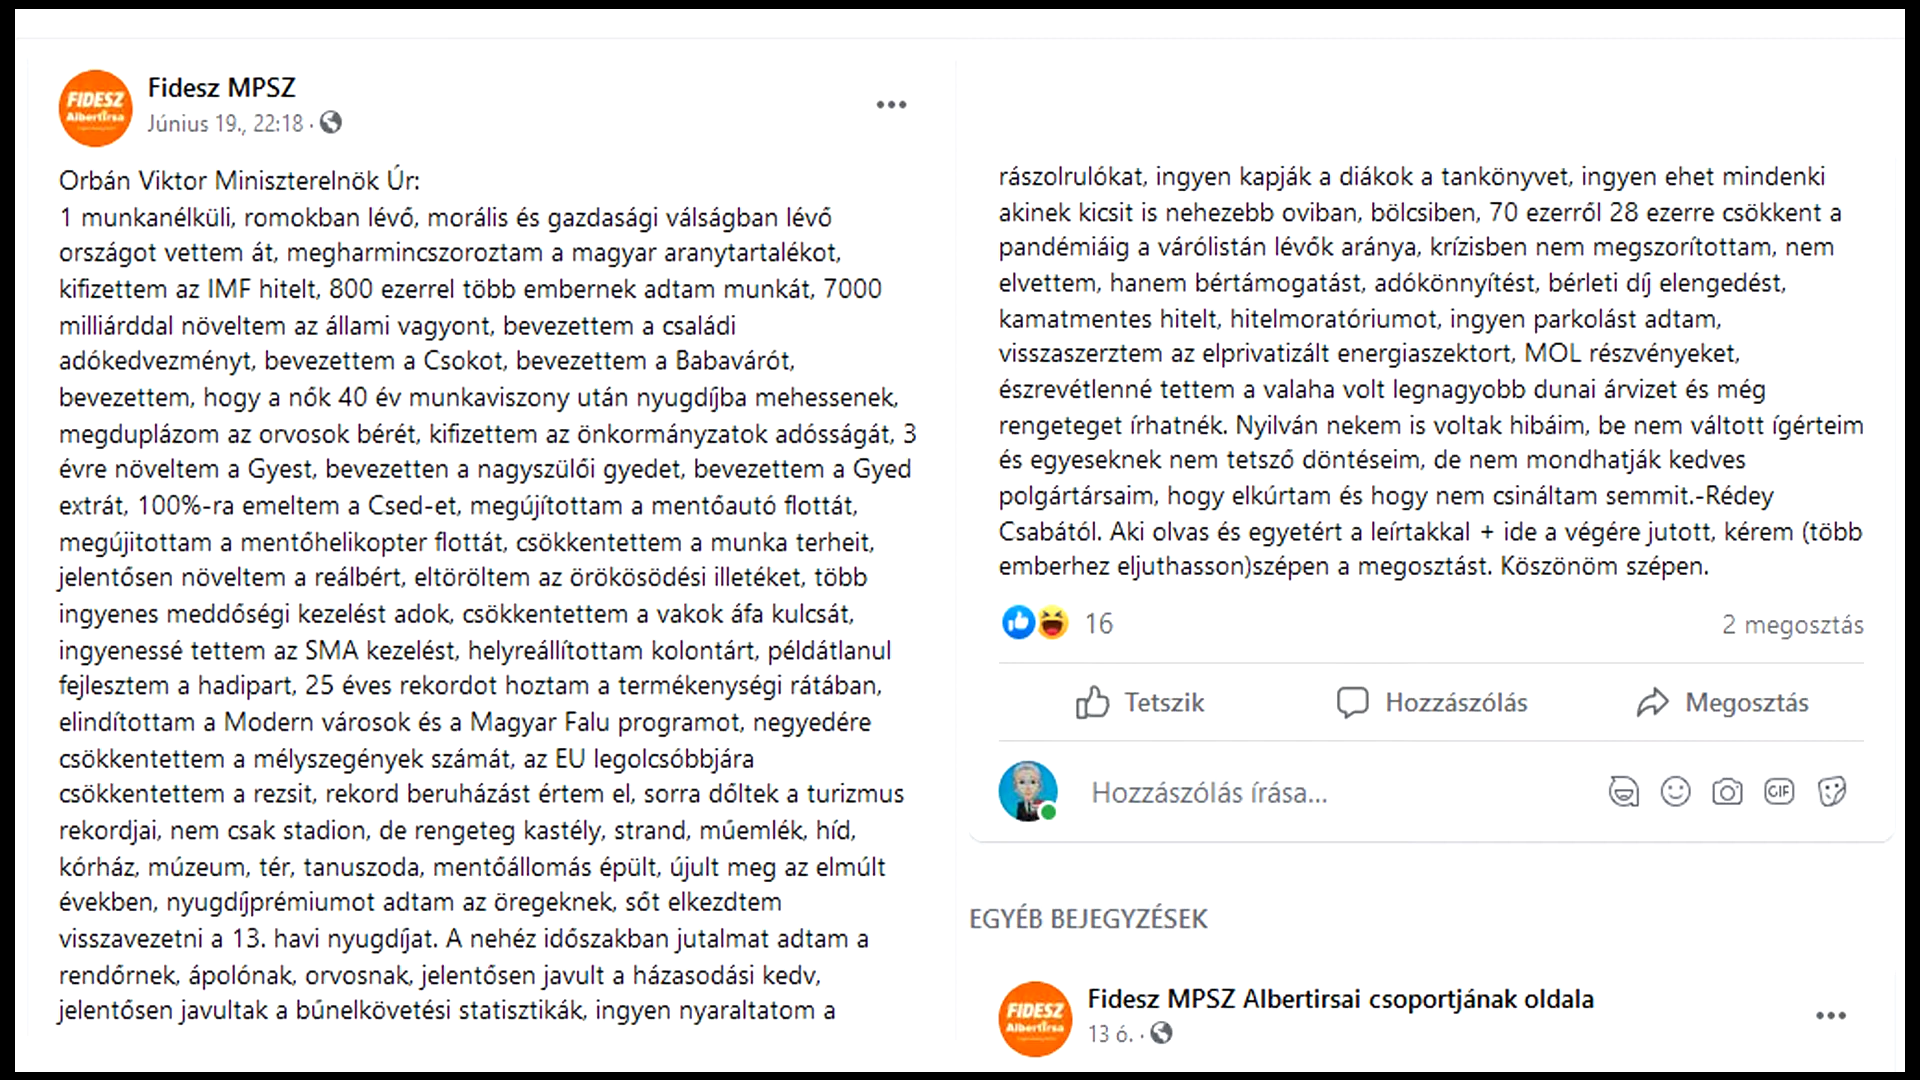 FIDESZ
Albertirsa
Fidesz MPSZ
Június 19., 22:18 ·
Orbán Viktor Miniszterelnök Úr:
1 munkanélküli, romokban lévő, morális és gazdasági válságban lévő
országot vettem át, megharmincszoroztam a magyar aranytartalékot,
kifizettem az IMF hitelt, 800 ezerrel több embernek adtam munkát, 7000
milliárddal növeltem az állami vagyont, bevezettem a családi
adókedvezményt, bevezettem a Csokot, bevezettem a Babavárót,
bevezettem, hogy a nők 40 év munkaviszony után nyugdíjba mehessenek,
megduplázom az orvosok bérét, kifizettem az önkormányzatok adósságát, 3
évre növeltem a Gyest, bevezetten a nagyszülői gyedet, bevezettem a Gyed
extrát, 100%-ra emeltem a Csed-et, megújítottam a mentőautó flottát,
megújitottam a mentőhelikopter flottát, csökkentettem a munka terheit,
jelentősen növeltem a reálbért, eltöröltem az örökösödési illetéket, több
ingyenes meddőségi kezelést adok, csökkentettem a vakok áfa kulcsát,
ingyenessé tettem az SMA kezelést, helyreállítottam kolontárt, példátlanul
fejlesztem a hadipart, 25 éves rekordot hoztam a termékenységi rátában,
elindítottam a Modern városok és a Magyar Falu programot, negyedére
csökkentettem a mélyszegények számát, az EU legolcsóbbjára
csökkentettem a rezsit, rekord beruházást értem el, sorra dőltek a turizmus
rekordjai, nem csak stadion, de rengeteg kastély, strand, műemlék, híd,
kórház, múzeum, tér, tanuszoda, mentőállomás épült, újult meg az elmúlt
években, nyugdíjprémiumot adtam az öregeknek, sőt elkezdtem
visszavezetni a 13. havi nyugdíjat. A nehéz időszakban jutalmat adtam a
rendőrnek, ápolónak, orvosnak, jelentősen javult a házasodási kedv,
jelentősen javultak a búnelkövetési statisztikák, ingyen nyaraltatom a
rászolrulókat, ingyen kapják a diákok a tankönyvet, ingyen ehet mindenki
akinek kicsit is nehezebb oviban, bölcsiben, 70 ezerről 28 ezerre csökkent a
pandémiáig a várólistán lévők aránya, krízisben nem megszorítottam, nem
elvettem, hanem bértámogatást, adókönnyítést, bérleti díj elengedést,
kamatmentes hitelt, hitelmoratóriumot, ingyen parkolást adtam,
visszaszerztem az elprivatizált energiaszektort, MOL részvényeket,
észrevétlenné tettem a valaha volt legnagyobb dunai árvizet és még
rengeteget írhatnék. Nyilván nekem is voltak hibáim, be nem váltott ígérteim
és egyeseknek nem tetsző döntéseim, de nem mondhatják kedves
polgártársaim, hogy elkúrtam és hogy nem csináltam semmit.-Rédey
Csabától. Aki olvas és egyetért a leírtakkal + ide a végére jutott, kérem (több
emberhez eljuthasson)szépen a megosztást. Köszönöm szépen.
16
2 megosztás
Tetszik
Hozzászólás
Megosztás
Hozzászólás írása...
GIF
EGYÉB BEJEGYZÉSEK
FIDESZ
Albertirsa
Fidesz MPSZ Albertirsai csoportjának oldala
13 ó. ·